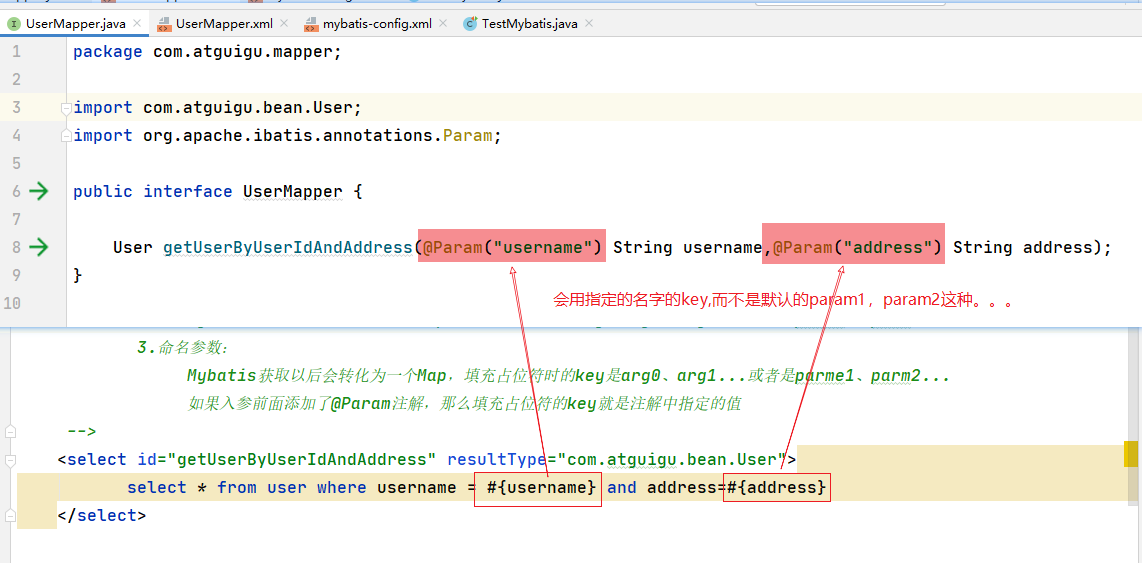 UserMapper.java
UserMapper.xml
mybatis-config.xml
TestMybatis.java
1 package com.atguigu.mapper;
2
3 import com.atguigu.bean.User;
4 import org.apache.ibatis.annotations.Param;
5
6 public interface UserMapper {
7
8 User getUserByUserIdAndAddress(@Param("username") String username,@Param("address") String address);
9 }
10
会用指定的名字的key,而不是默认的param1，param2这种。。。
3.命名参数:
Mybatis获取以后会转化为一个Map，填充占位符时的key是arg0、arg1...或者是parme1、parm2...
如果入参前面添加了@Param注解，那么填充占位符的key就是注解中指定的值
-->
<select id="getUserByUserIdAndAddress" resultType="com.atguigu.bean.User">
select * from user where username = #{username} and address=#{address}
</select>